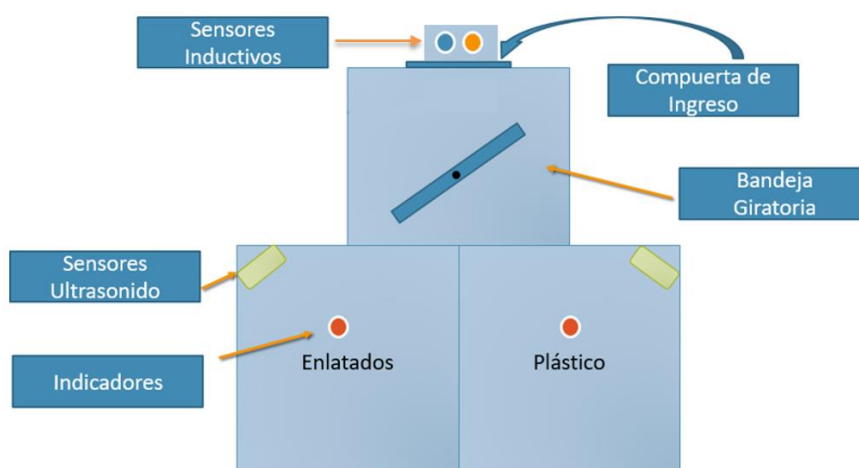 Sensores
Inductivos
Compuerta de
Ingreso
Bandeja
Giratoria
Sensores
Ultrasonido
Indicadores
Enlatados
Plástico